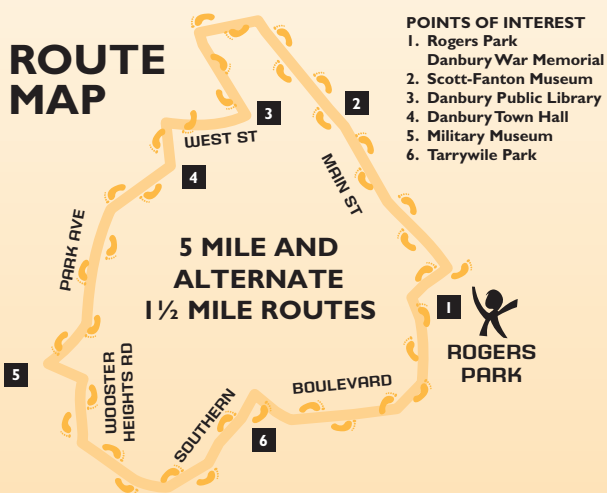 ROUTE
MAP
POINTS OF INTEREST
1. Rogers Park
Danbury War Memorial
2. Scott-Fanton Museum
3. Danbury Public Library
4. Danbury Town Hall
5. Military Museum
6. Tarrywile Park
2
3
WEST ST
MAIN ST
4
PARK AVE
5 MILE AND
ALTERNATE
1½ MILE ROUTES
1
ROGERS
PARK
5
WOOSTER
HEIGHTS RD
BOULEVARD
SOUTHERN
6